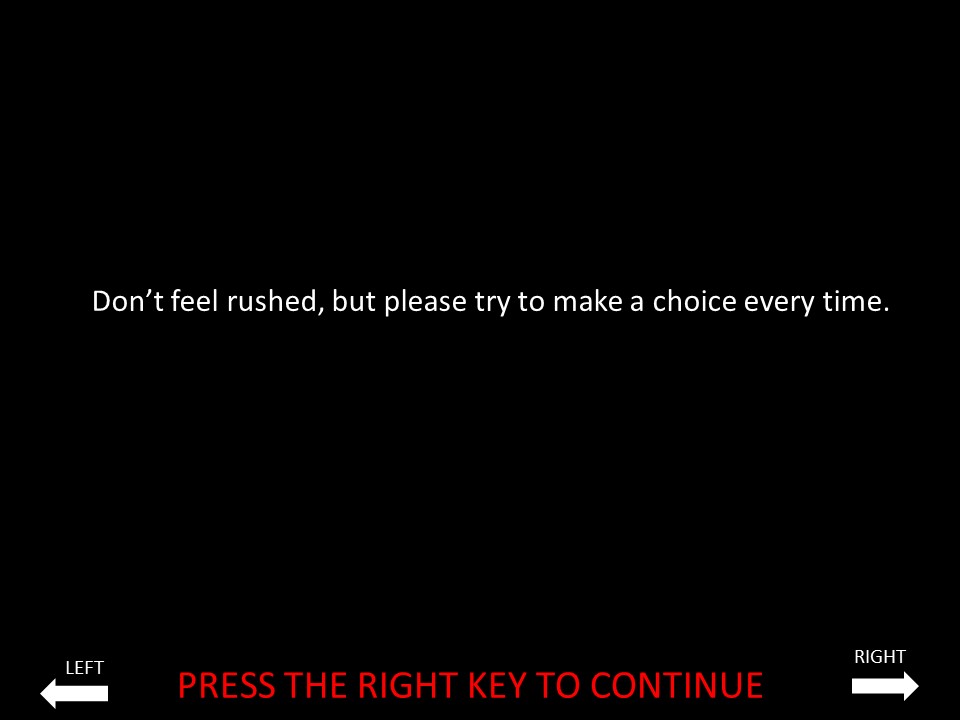 Don’t feel rushed, but please try to make a choice every time.
RIGHT
LEFT
PRESS THE RIGHT KEY TO CONTINUE